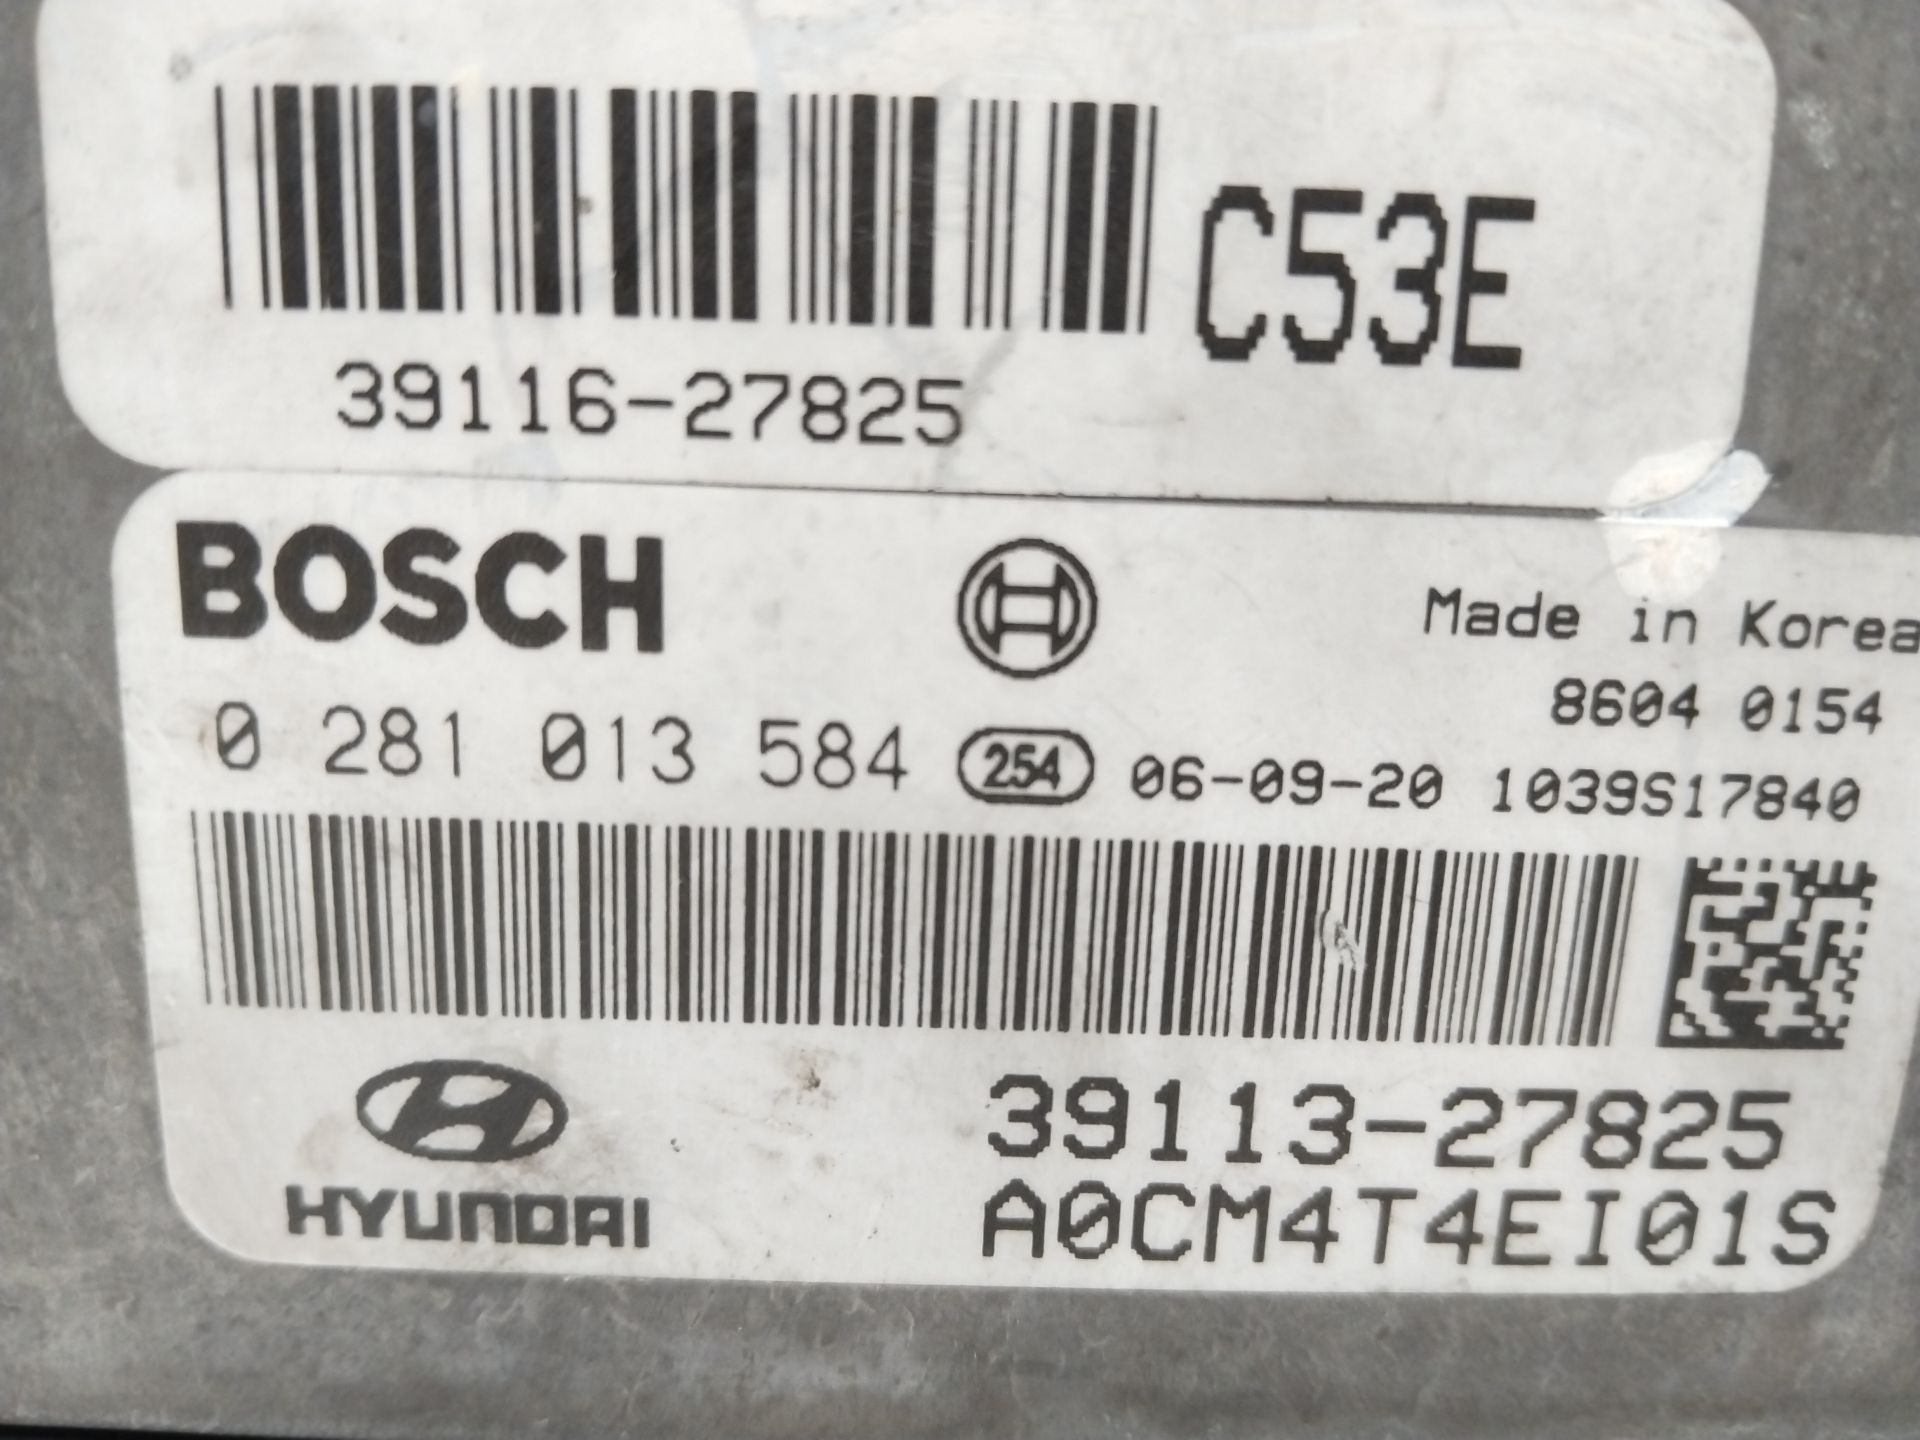 C53E
39116-27825
BOSCH
Made in Korea
8604 0154
0 281 013 584 254 06-09-20 1039S17840
HYUNDAI
39113-27825
A0CM4T4EI01S